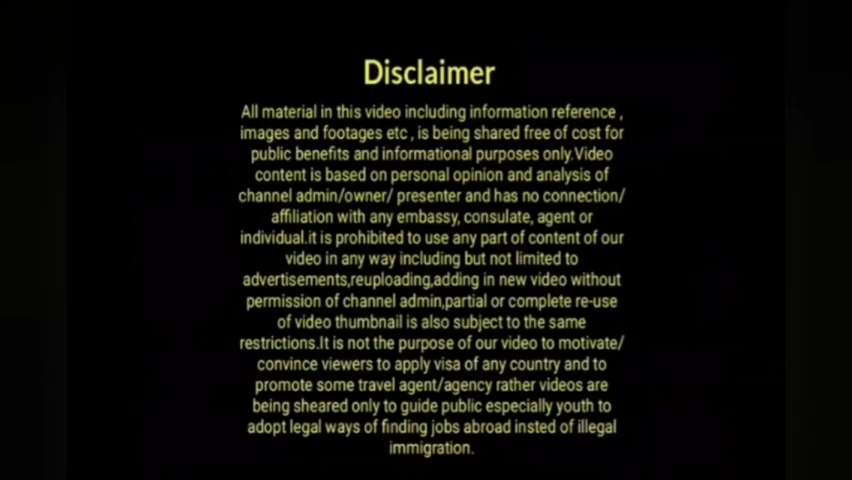 Disclaimer
All material in this video including information reference ,
images and footages etc , is being shared free of cost for
public benefits and informational purposes only.Video
content is based on personal opinion and analysis of
channel admin/owner/ presenter and has no connection/
affiliation with any embassy, consulate, agent or
individual.it is prohibited to use any part of content of our
video in any way including but not limited to
advertisements,reuploading,adding in new video without
permission of channel admin,partial or complete re-use
of video thumbnail is also subject to the same
restrictions.It is not the purpose of our video to motivate/
convince viewers to apply visa of any country and to
promote some travel agent/agency rather videos are
being sheared only to guide public especially youth to
adopt legal ways of finding jobs abroad insted of illegal
immigration.